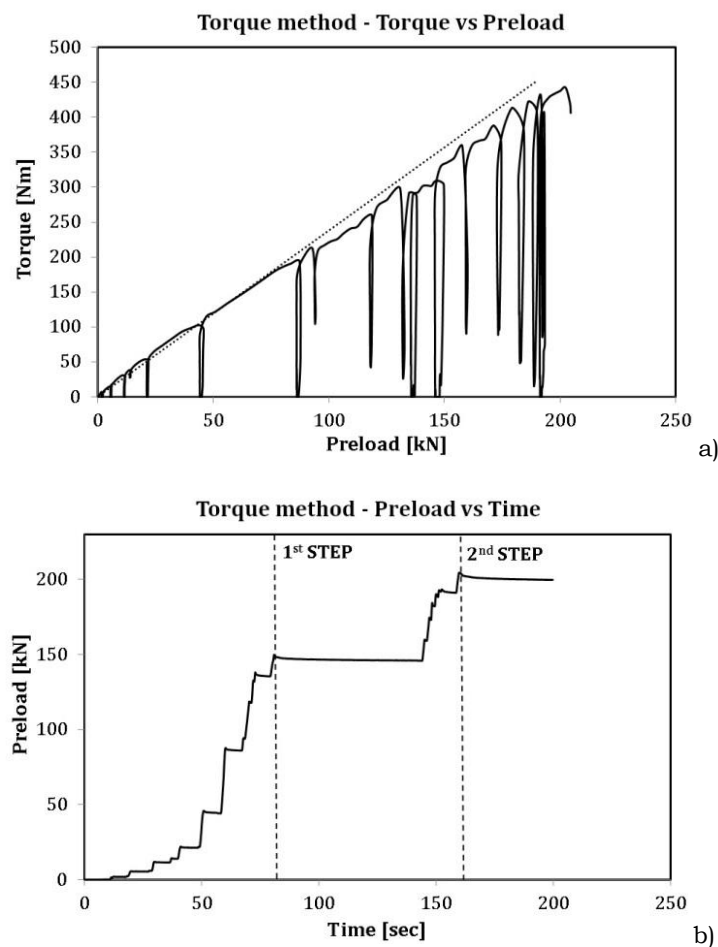 Torque method - Torque vs Preload
500
450
400
350
300
250
200
150
100
50
0
0 50 100 150 200 250
Torque [Nm]
Preload [kN]
a)
Torque method - Preload vs Time
1st STEP
2nd STEP
200
150
100
50
0
0 50 100 150 200 250
Preload [kN]
Time [sec]
b)